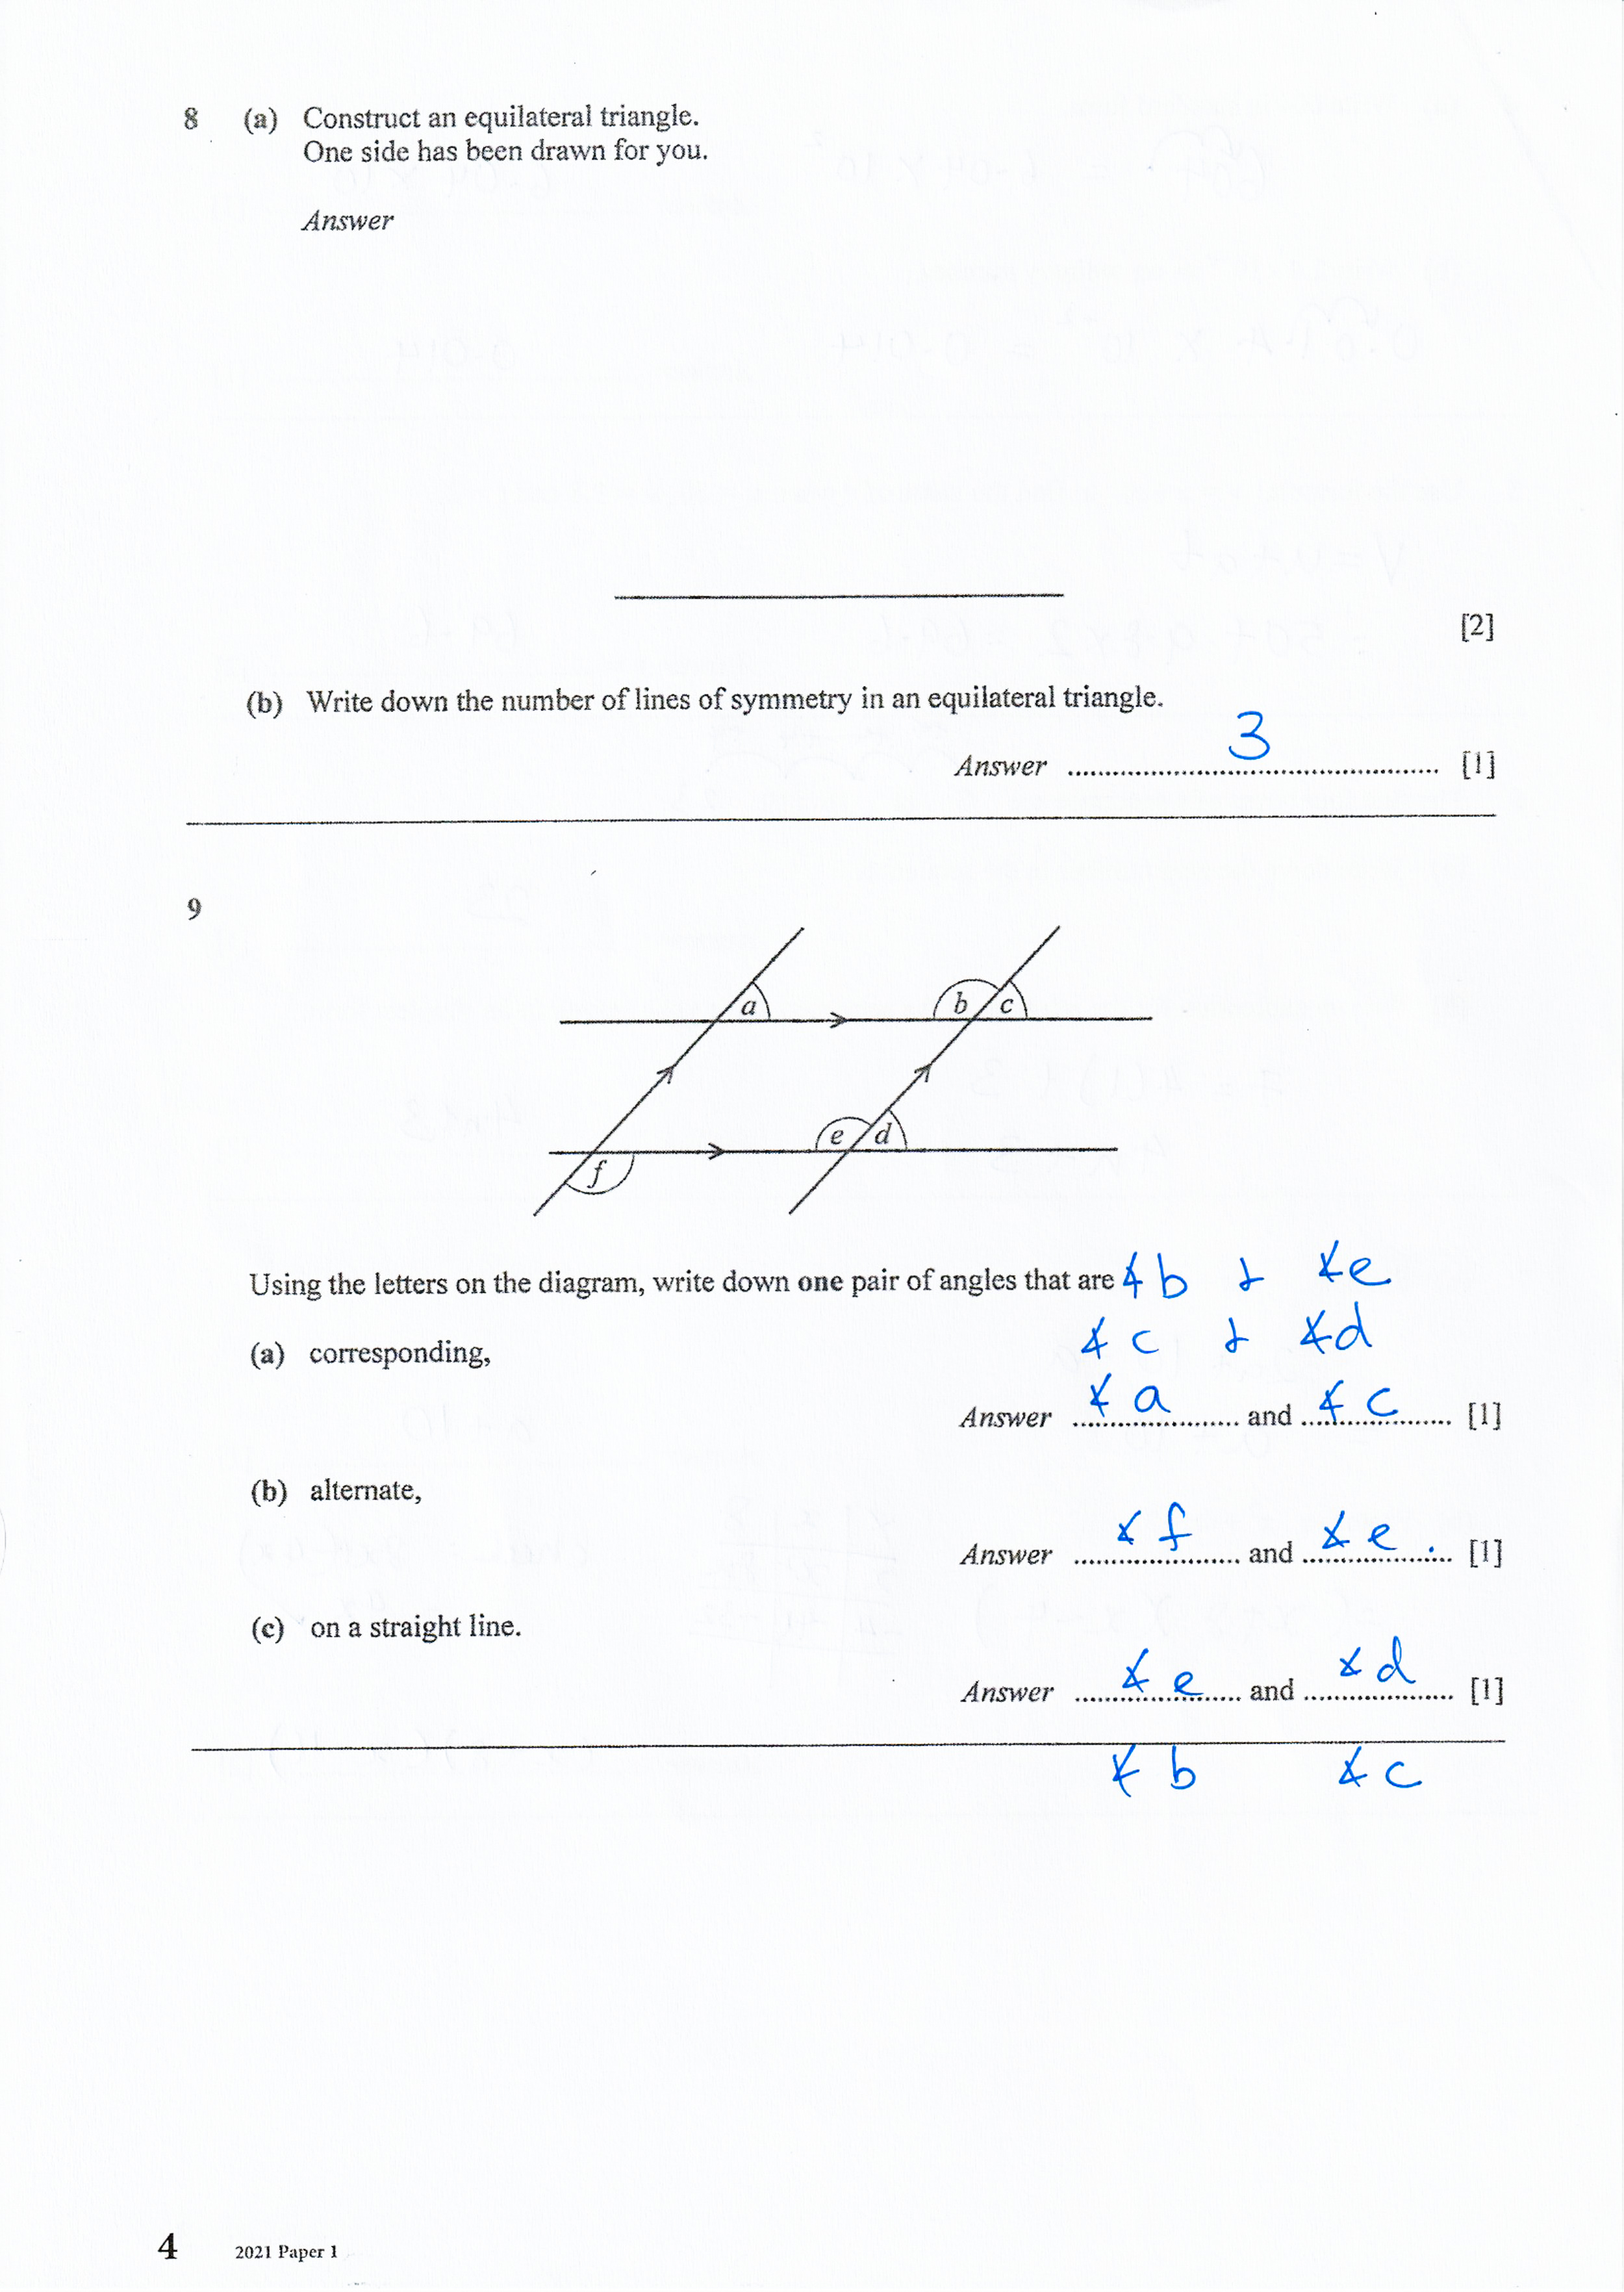 8 (a) Construct an equilateral triangle.
One side has been drawn for you.
Answer
[2]
(b) Write down the number of lines of symmetry in an equilateral triangle.
3
Answer ................ [1]
9
a b c
e d
f
Using the letters on the diagram, write down one pair of angles that are ∡ b & ∡e
∡ c & ∡d
(a) corresponding,
Answer ∡ a and ∡ c [1]
(b) alternate,
Answer ∡ f and ∡ e . [1]
(c) on a straight line.
Answer ∡ e and ∡ d [1]
∡ b ∡ c
4 2021 Paper 1